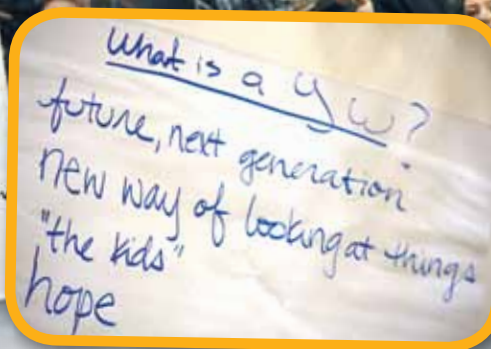 What is a yw?
future, next generation
new way of looking at things
"the kids"
hope